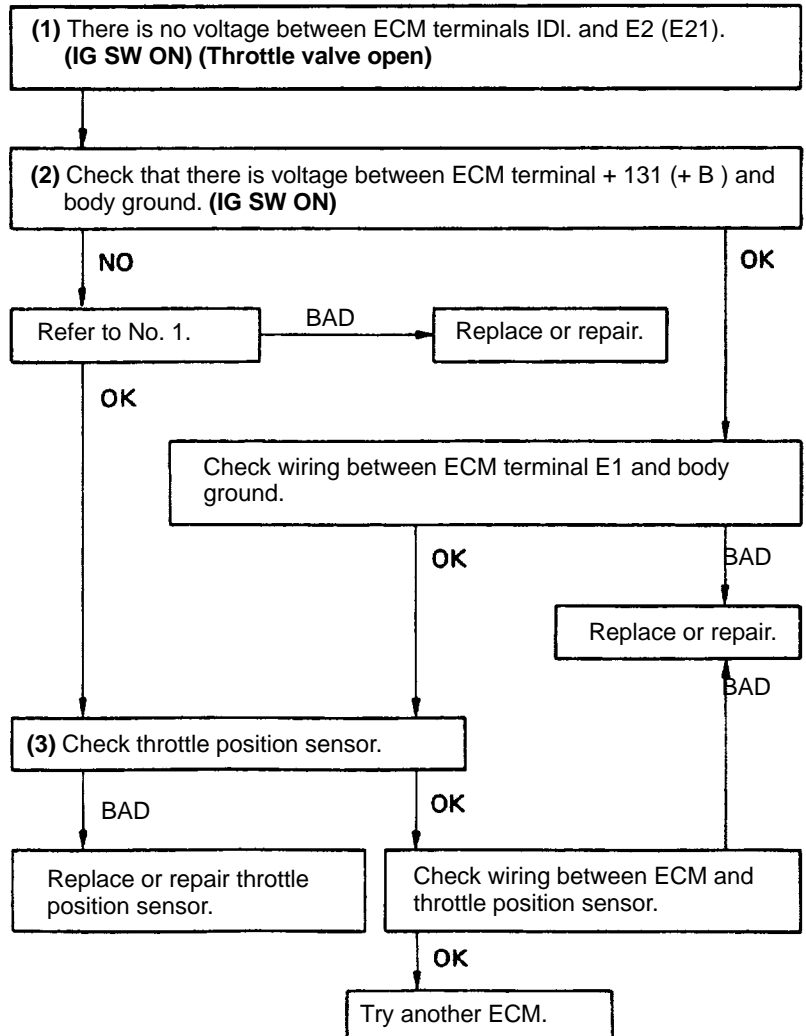 (1) There is no voltage between ECM terminals IDI. and E2 (E21).
(IG SW ON) (Throttle valve open)
(2) Check that there is voltage between ECM terminal + 131 (+ B ) and
body ground. (IG SW ON)
NO
OK
Refer to No. 1.
BAD
Replace or repair.
OK
Check wiring between ECM terminal E1 and body
ground.
OK
BAD
Replace or repair.
BAD
(3) Check throttle position sensor.
BAD
OK
Replace or repair throttle
position sensor.
Check wiring between ECM and
throttle position sensor.
OK
Try another ECM.